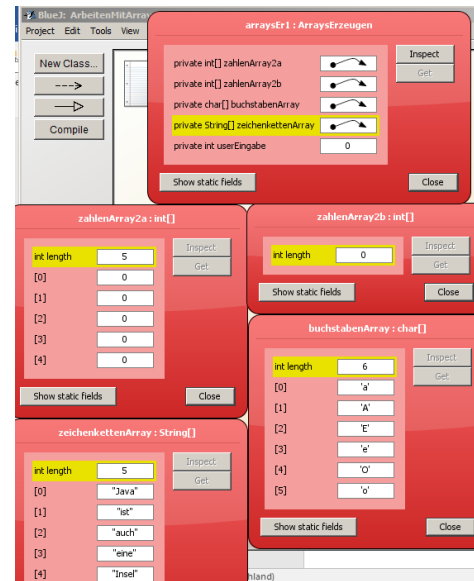 BlueJ: ArbeitenMitArray
Project Edit Tools View
New Class...
Compile
arraysEr1 : ArraysErzeugen
private int[] zahlenArray2a
private int[] zahlenArray2b
private char[] buchstabenArray
private String[] zeichenkettenArray
private int userEingabe 0
Inspect
Get
Show static fields Close
zahlenArray2a : int[]
int length 5
[0] 0
[1] 0
[2] 0
[3] 0
[4] 0
Inspect
Get
Show static fields Close
zahlenArray2b : int[]
int length 0
Inspect
Get
Show static fields Close
buchstabenArray : char[]
int length 6
[0] 'a'
[1] 'A'
[2] 'E'
[3] 'e'
[4] 'O'
[5] 'o'
Inspect
Get
Show static fields Close
zeichenkettenArray : String[]
int length 5
[0] "Java"
[1] "ist"
[2] "auch"
[3] "eine"
[4] "Insel"
Inspect
Get
hland)